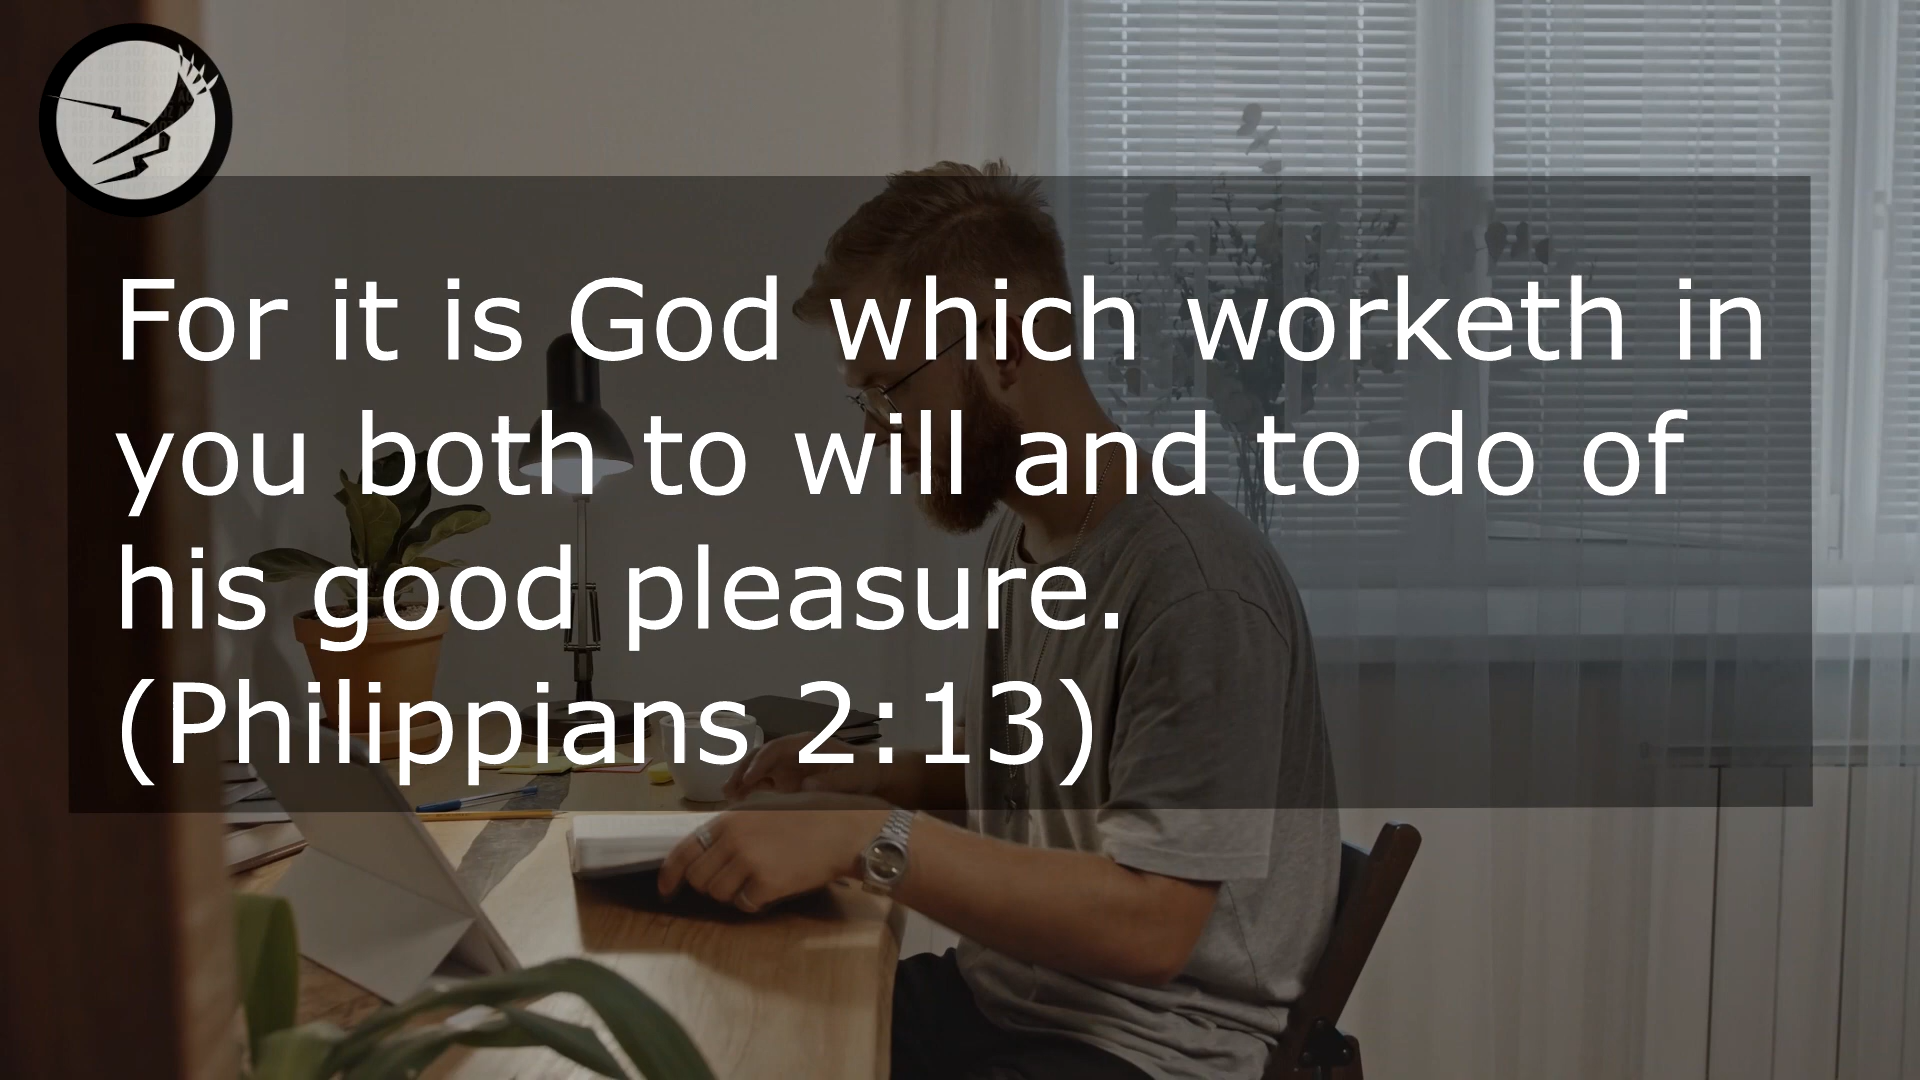 For it is God which worketh in
you both to will and to do of
his good pleasure.
(Philippians 2:13)